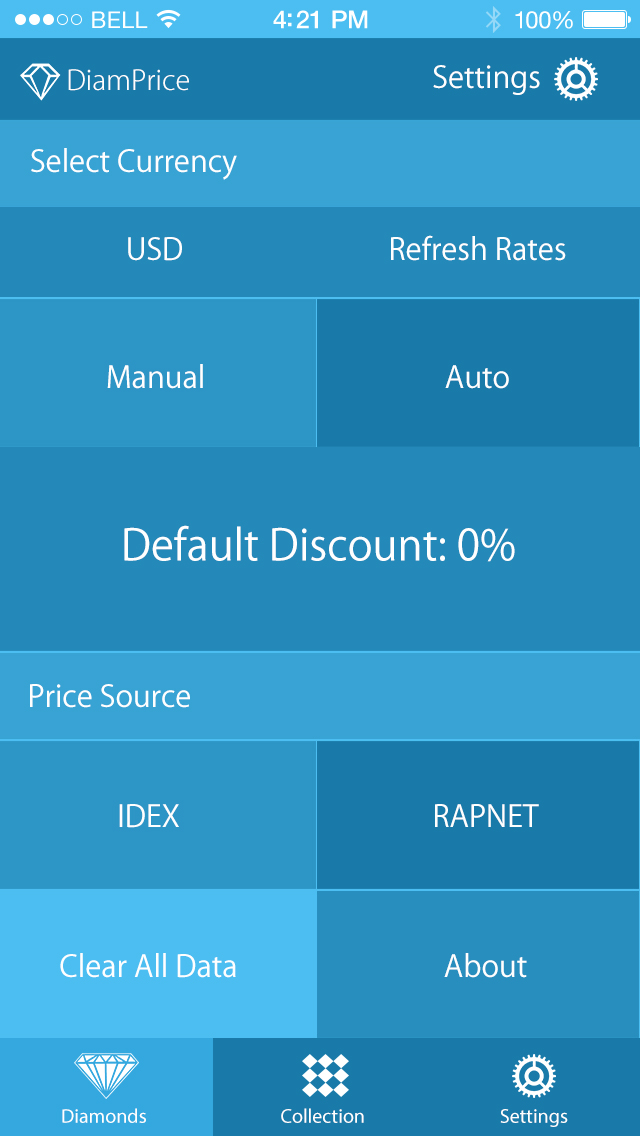 BELL 4:21 PM 100%
DiamPrice Settings
Select Currency
USD Refresh Rates
Manual Auto
Default Discount: 0%
Price Source
IDEX RAPNET
Clear All Data About
Diamonds Collection Settings